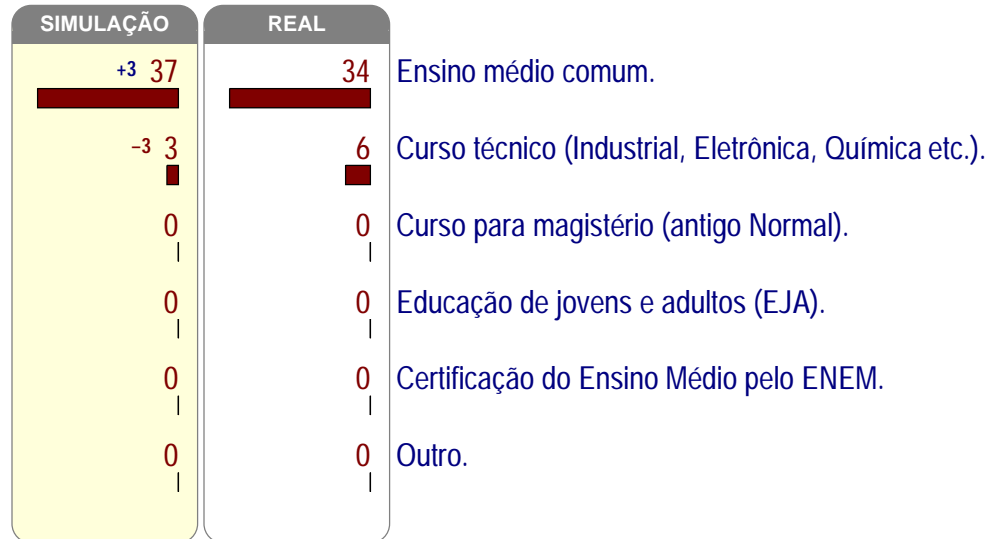 SIMULAÇÃO REAL
+3 37 34 Ensino médio comum.
−3 3 6 Curso técnico (Industrial, Eletrônica, Química etc.).
0 0 Curso para magistério (antigo Normal).
0 0 Educação de jovens e adultos (EJA).
0 0 Certificação do Ensino Médio pelo ENEM.
0 0 Outro.